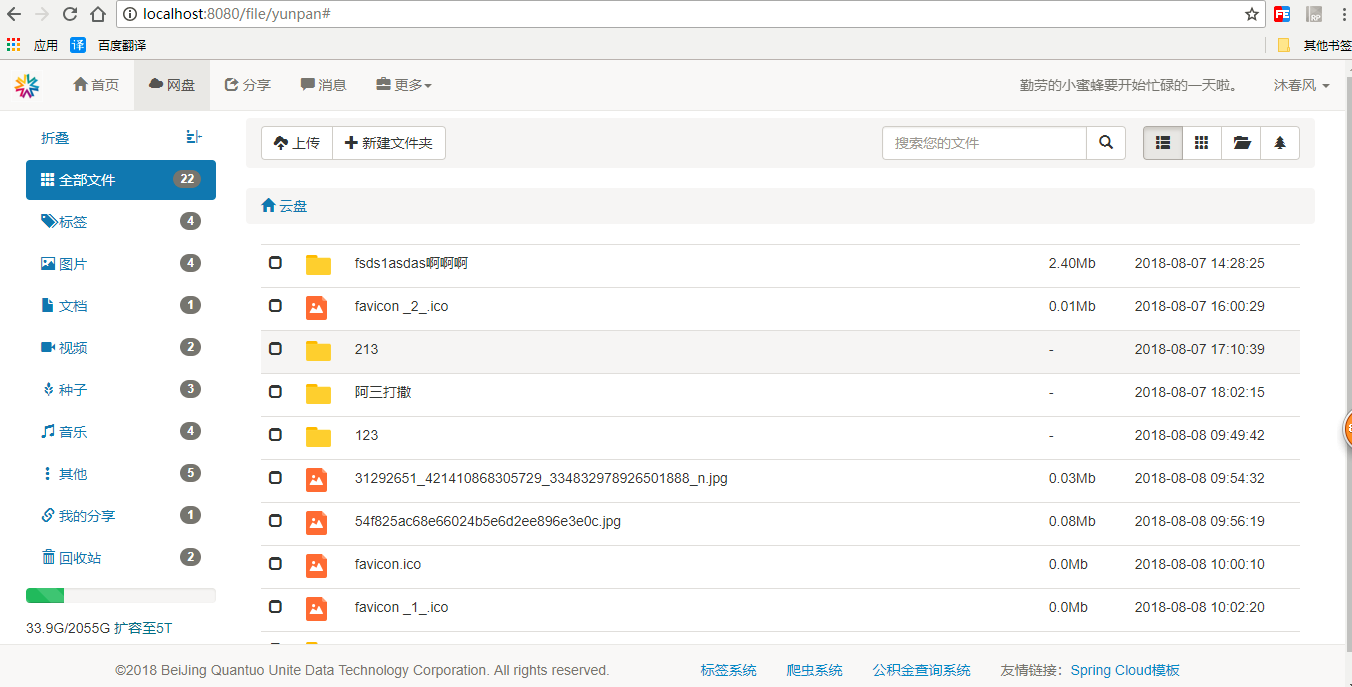 localhost:8080/file/yunpan#
FE
RP
应用 译 百度翻译 其他书签
首页 网盘 分享 消息 更多 勤劳的小蜜蜂要开始忙碌的一天啦。 沐春风
折叠
上传 新建文件夹 搜索您的文件
全部文件 22
云盘
标签 4
图片 4
文档 1
视频 2
种子 3
音乐 4
其他 5
我的分享 1
回收站 2
33.9G/2055G 扩容至5T
fsds1asdas啊啊啊 2.40Mb 2018-08-07 14:28:25
favicon _2_.ico 0.01Mb 2018-08-07 16:00:29
213 - 2018-08-07 17:10:39
阿三打撒 - 2018-08-07 18:02:15
123 - 2018-08-08 09:49:42
31292651_421410868305729_334832978926501888_n.jpg 0.03Mb 2018-08-08 09:54:32
54f825ac68e66024b5e6d2ee896e3e0c.jpg 0.08Mb 2018-08-08 09:56:19
favicon.ico 0.0Mb 2018-08-08 10:00:10
favicon _1_.ico 0.0Mb 2018-08-08 10:02:20
©2018 BeiJing Quantuo Unite Data Technology Corporation. All rights reserved. 标签系统 爬虫系统 公积金查询系统 友情链接： Spring Cloud模板